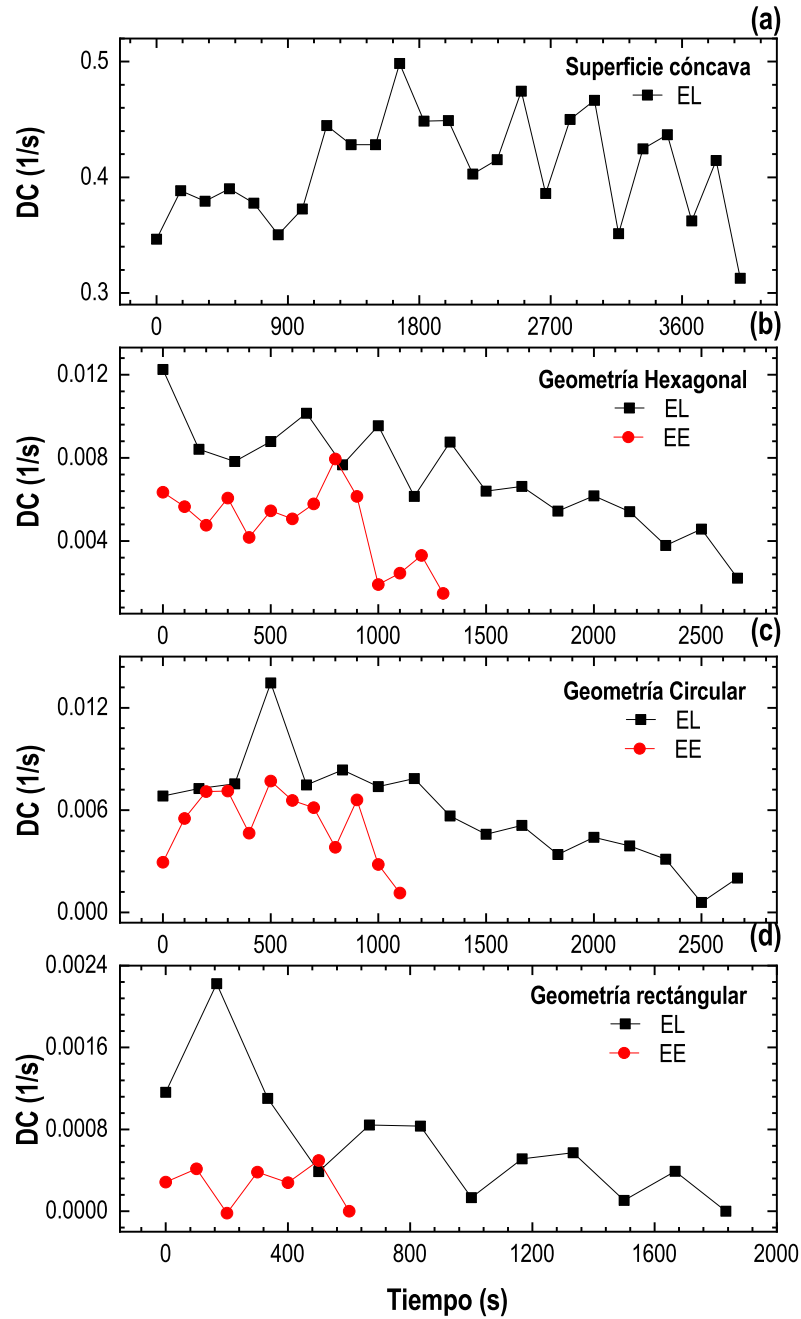 (a)
Superficie cóncava
EL
0.5
0.4
0.3
DC (1/s)
0 900 1800 2700 3600
(b)
Geometría Hexagonal
EL
EE
0.012
0.008
0.004
DC (1/s)
0 500 1000 1500 2000 2500
(c)
Geometría Circular
EL
EE
0.012
0.006
0.000
DC (1/s)
0 500 1000 1500 2000 2500
(d)
Geometría rectángular
EL
EE
0.0024
0.0016
0.0008
0.0000
DC (1/s)
0 400 800 1200 1600 2000
Tiempo (s)